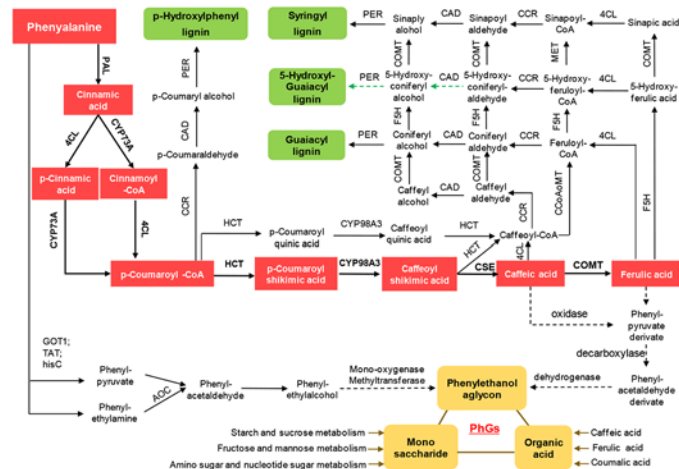 Phenyalanine
p-Hydroxylphenyl
lignin
Syringyl
lignin
PER
Sinaply
alohol
CAD
Sinapoyl
aldehyde
CCR
Sinapoyl-
CoA
4CL
Sinapic acid
PAL
PER
COMT
COMT
MET
COMT
Cinnamic
acid
p-Coumaryl alcohol
5-Hydroxyl-
Guaiacyl
lignin
PER
5-Hydroxy-
coniferyl
alcohol
CAD
5-Hydroxy-
coniferyl-
aldehyde
CCR
5-Hydroxy-
feruloyl-
CoA
4CL
5-Hydroxy-
ferulic acid
4CL
CYP73A
CAD
F5H
F5H
F5H
p-Coumaraldehyde
Guaiacyl
lignin
PER
Coniferyl
alcohol
CAD
Coniferyl
aldehyde
CCR
Feruloyl-
CoA
4CL
p-Cinnamic
acid
Cinnamoyl
-CoA
COMT
COMT
CCoAoMT
F5H
Caffeyl
alcohol
CAD
Caffeyl
aldehyde
CCR
CYP73A
4CL
CCR
HCT
p-Coumaroyl
quinic acid
CYP98A3
Caffeoyl
quinic acid
HCT
Caffeoyl-CoA
HCT
4CL
p-Coumaroyl -CoA
HCT
p-Coumaroyl
shikimic acid
CYP98A3
Caffeoyl
shikimic acid
CSE
Caffeic acid
COMT
Ferulic acid
oxidase
Phenyl-
pyruvate
derivate
GOT1;
TAT;
hisC
decarboxylase
Phenyl-
pyruvate
AOC
Phenyl-
acetaldehyde
Phenyl-
ethylalcohol
Mono-oxygenase
Methyltransferase
Phenylethanol
aglycon
dehydrogenase
Phenyl-
acetaldehyde
derivate
Phenyl-
ethylamine
PhGs
Starch and sucrose metabolism
Fructose and mannose metabolism
Amino sugar and nucleotide sugar metabolism
Mono
saccharide
Organic
acid
Caffeic acid
Ferulic acid
Coumalic acid